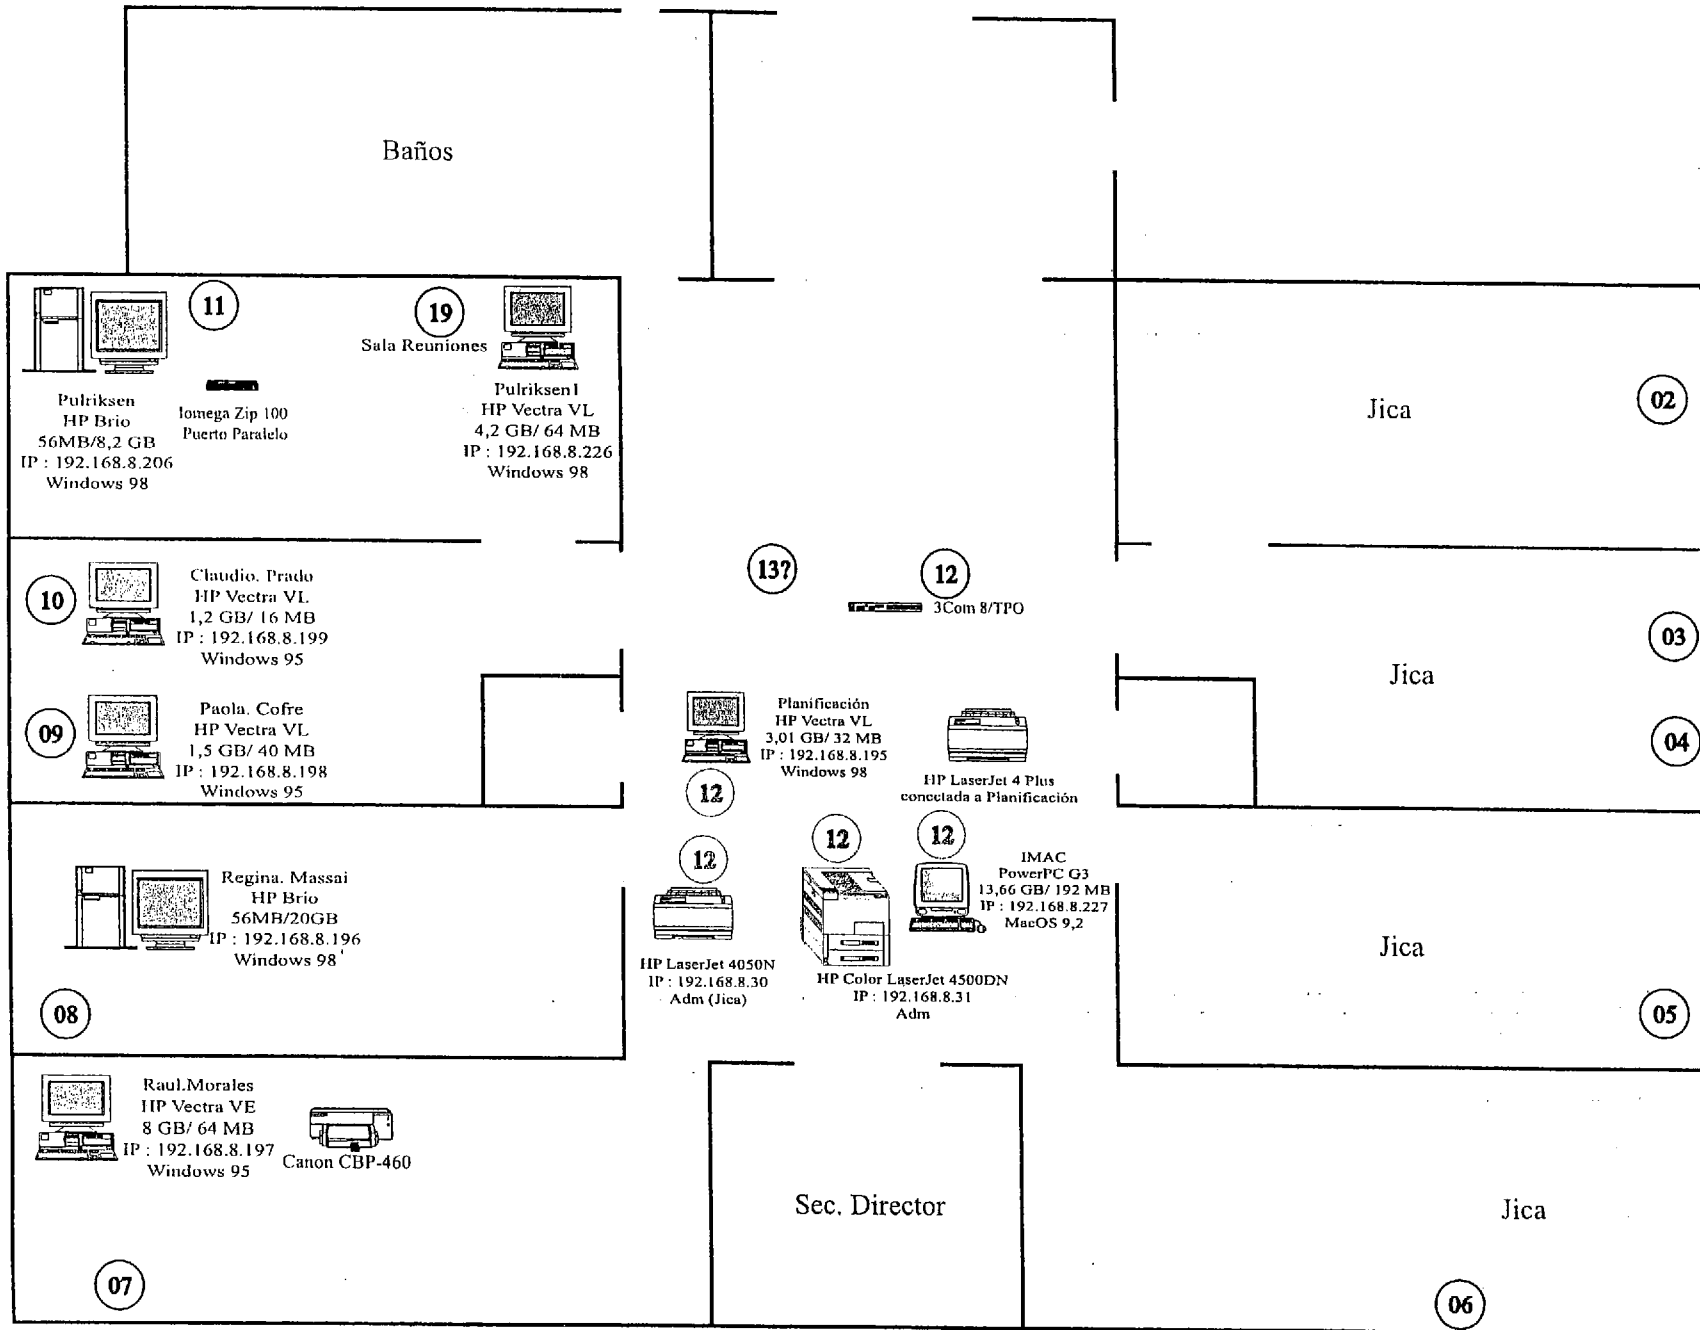 Baños
11
19
Sala Reuniones
Pulriksen
HP Brio
56MB/8,2 GB
IP : 192.168.8.206
Windows 98
Iomega Zip 100
Puerto Paralelo
Pulriksen1
HP Vectra VL
4,2 GB/ 64 MB
IP : 192.168.8.226
Windows 98
Jica
02
10
Claudio. Prado
HP Vectra VL
1,2 GB/ 16 MB
IP : 192.168.8.199
Windows 95
13?
12
3Com 8/TPO
03
Jica
09
Paola. Cofre
HP Vectra VL
1,5 GB/ 40 MB
IP : 192.168.8.198
Windows 95
Planificación
HP Vectra VL
3,01 GB/ 32 MB
IP : 192.168.8.195
Windows 98
12
HP LaserJet 4 Plus
conectada a Planificación
04
Regina. Massai
HP Brio
56MB/20GB
IP : 192.168.8.196
Windows 98
08
12
HP LaserJet 4050N
IP : 192.168.8.30
Adm (Jica)
12
HP Color LaserJet 4500DN
IP : 192.168.8.31
Adm
12
IMAC
PowerPC G3
13,66 GB/ 192 MB
IP : 192.168.8.227
MacOS 9,2
Jica
05
Raul.Morales
HP Vectra VE
8 GB/ 64 MB
IP : 192.168.8.197
Windows 95
Canon CBP-460
07
Sec. Director
Jica
06